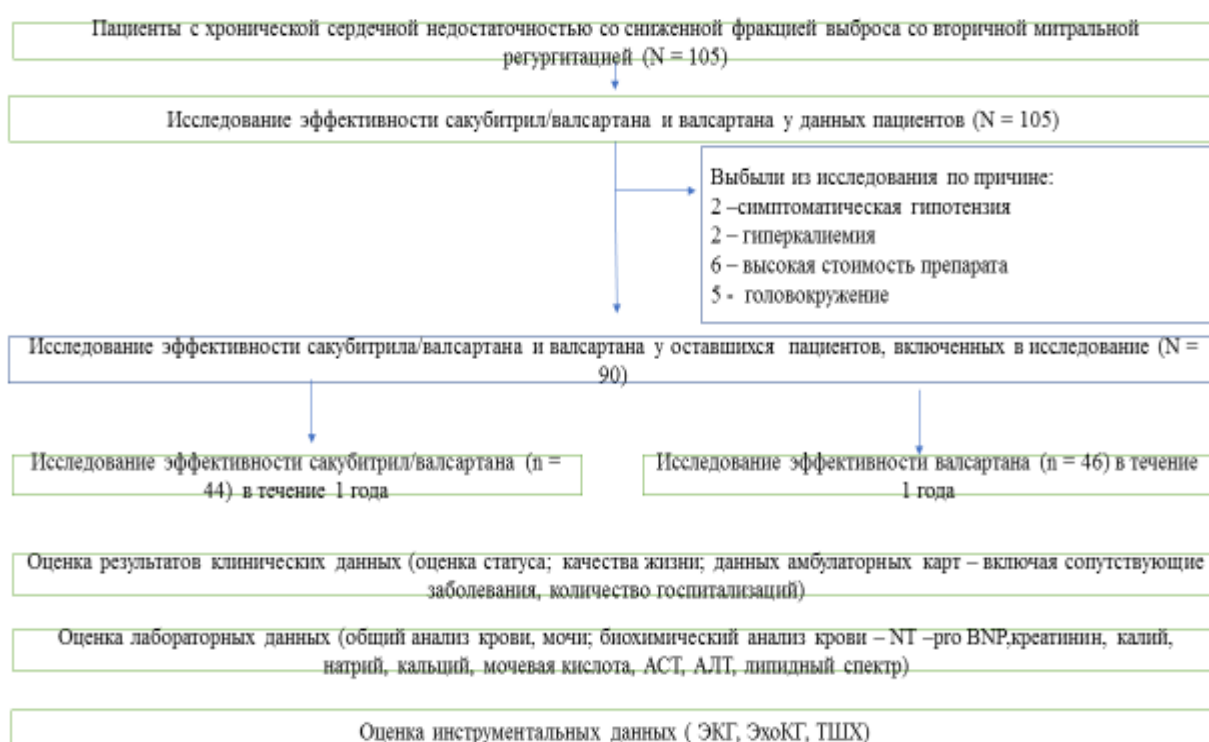 Пациенты с хронической сердечной недостаточностью со сниженной фракцией выброса со вторичной митральной
регургитацией (N = 105)
Исследование эффективности сакубитрил/валсартана и валсартана у данных пациентов (N = 105)
Выбыли из исследования по причине:
2 –симптоматическая гипотензия
2 – гиперкалиемия
6 – высокая стоимость препарата
5 - головокружение
Исследование эффективности сакубитрила/валсартана и валсартана у оставшихся пациентов, включенных в исследование (N =
90)
Исследование эффективности сакубитрил/валсартана (n =
44) в течение 1 года
Исследование эффективности валсартана (n = 46) в течение
1 года
Оценка результатов клинических данных (оценка статуса; качества жизни; данных амбулаторных карт – включая сопутствующие
заболевания, количество госпитализаций)
Оценка лабораторных данных (общий анализ крови, мочи; биохимический анализ крови – NT –pro BNP,креатинин, калий,
натрий, кальций, мочевая кислота, АСТ, АЛТ, липидный спектр)
Оценка инструментальных данных ( ЭКГ, ЭхоКГ, ТШХ)